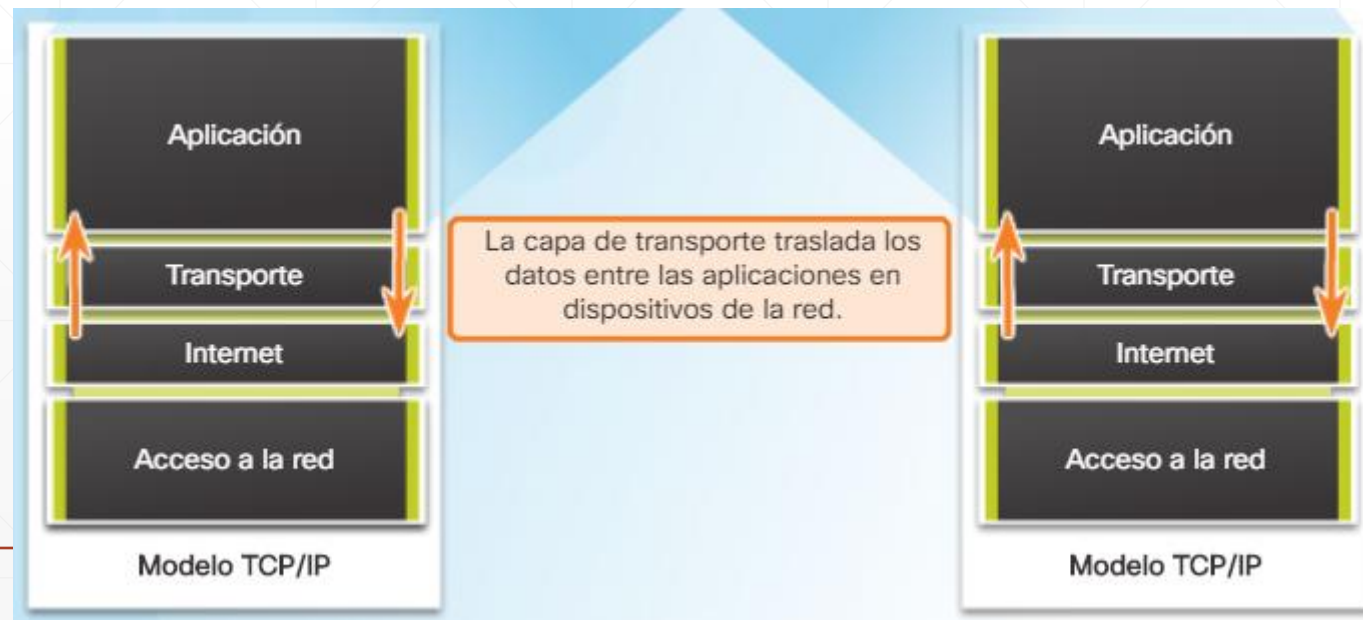 Aplicación
Transporte
Internet
Acceso a la red
Modelo TCP/IP
La capa de transporte traslada los
datos entre las aplicaciones en
dispositivos de la red.
Aplicación
Transporte
Internet
Acceso a la red
Modelo TCP/IP